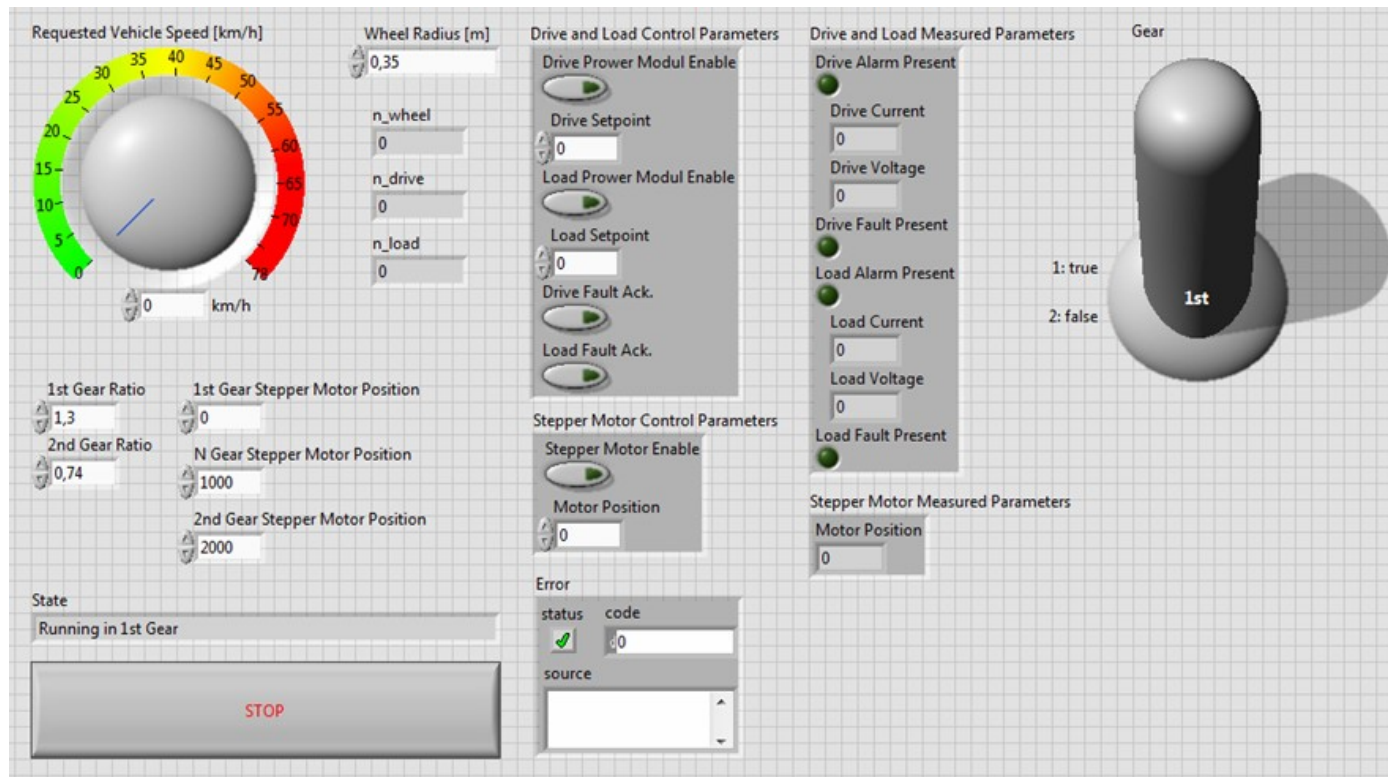 Requested Vehicle Speed [km/h]
0
5
10
15
20
25
30
35
40
45
50
55
60
65
70
78
0
km/h
Wheel Radius [m]
0,35
n_wheel
0
n_drive
0
n_load
0
1st Gear Ratio
1,3
2nd Gear Ratio
0,74
1st Gear Stepper Motor Position
0
N Gear Stepper Motor Position
1000
2nd Gear Stepper Motor Position
2000
State
Running in 1st Gear
STOP
Drive and Load Control Parameters
Drive Prower Modul Enable
Drive Setpoint
0
Load Prower Modul Enable
Load Setpoint
0
Drive Fault Ack.
Load Fault Ack.
Stepper Motor Control Parameters
Stepper Motor Enable
Motor Position
0
Error
status code
0
source
Drive and Load Measured Parameters
Drive Alarm Present
Drive Current
0
Drive Voltage
0
Drive Fault Present
Load Alarm Present
Load Current
0
Load Voltage
0
Load Fault Present
Stepper Motor Measured Parameters
Motor Position
0
Gear
1: true
2: false
1st